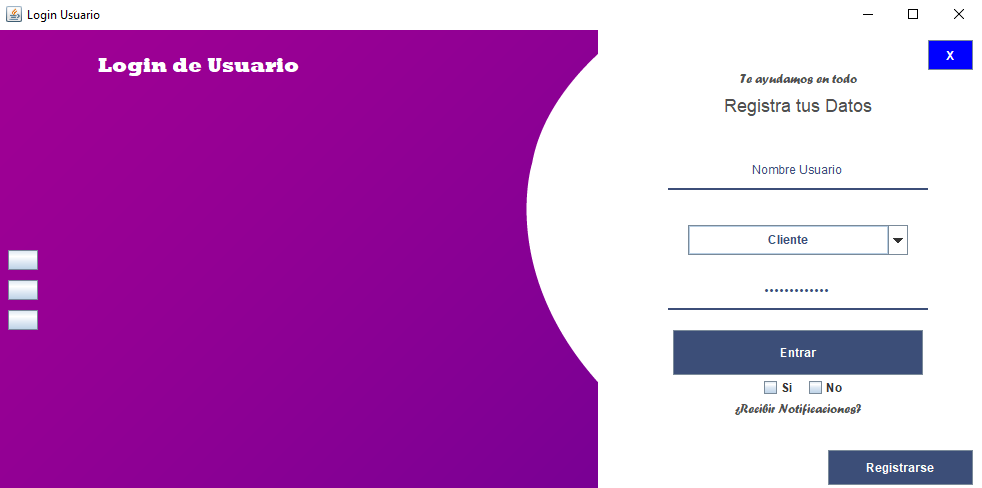 Login Usuario
Login de Usuario
X
Te ayudamos en todo
Registra tus Datos
Nombre Usuario
Cliente
•••••••••••••
Entrar
Si No
¿Recibir Notificaciones?
Registrarse